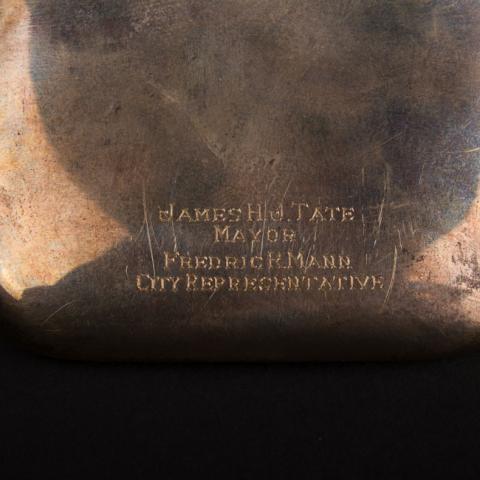 JAMES H.J. TATE
MAYOR
FREDRIC R. MANN
CITY REPRESENTATIVE